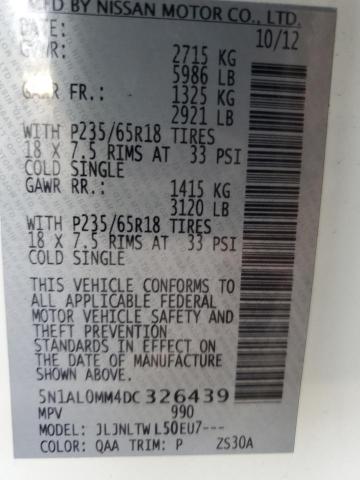 MFD BY NISSAN MOTOR CO., LTD.
DATE: 10/12
GVWR: 2715 KG
5986 LB
GAWR FR.: 1325 KG
2921 LB
WITH P235/65R18 TIRES
18 X 7.5 RIMS AT 33 PSI
COLD SINGLE
GAWR RR.: 1415 KG
3120 LB
WITH P235/65R18 TIRES
18 X 7.5 RIMS AT 33 PSI
COLD SINGLE
THIS VEHICLE CONFORMS TO
ALL APPLICABLE FEDERAL
MOTOR VEHICLE SAFETY
AND THEFT PREVENTION
STANDARDS IN EFFECT ON
THE DATE OF MANUFACTURE
SHOWN ABOVE.
5N1AL0MM4DC326439
MPV 990
MODEL: JLJNLTWL50EU7---
COLOR: QAA TRIM: P ZS30A